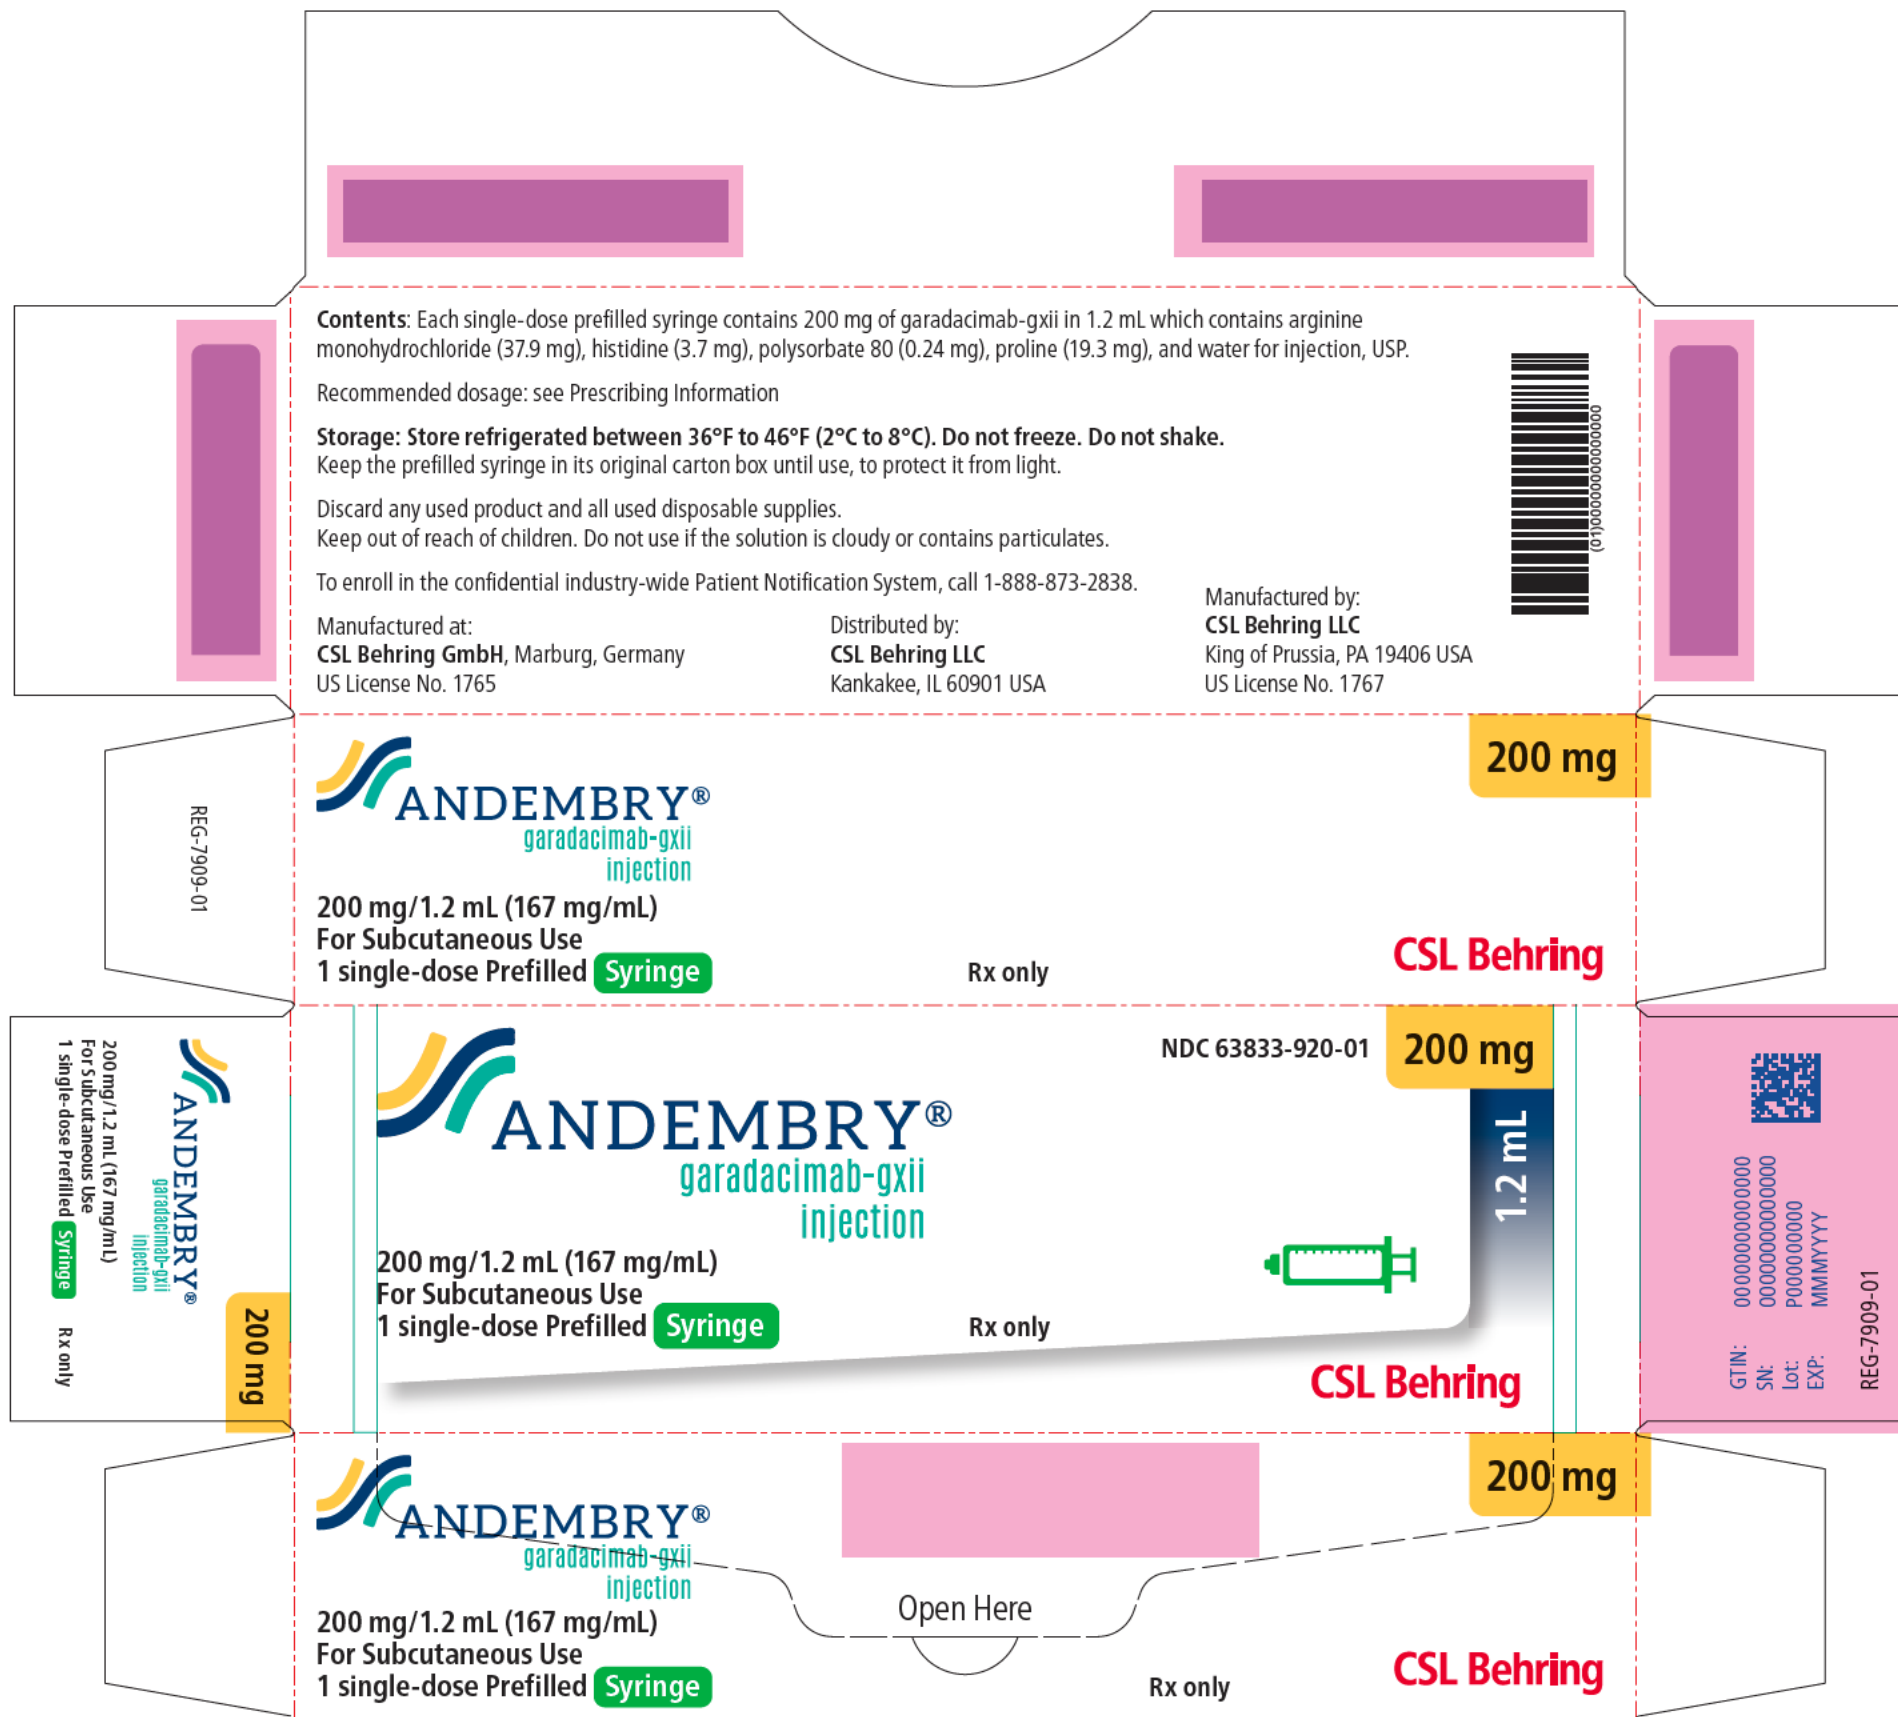 Contents: Each single-dose prefilled syringe contains 200 mg of garadacimab-gxii in 1.2 mL which contains arginine
monohydrochloride (37.9 mg), histidine (3.7 mg), polysorbate 80 (0.24 mg), proline (19.3 mg), and water for injection, USP.
Recommended dosage: see Prescribing Information
Storage: Store refrigerated between 36°F to 46°F (2°C to 8°C). Do not freeze. Do not shake.
Keep the prefilled syringe in its original carton box until use, to protect it from light.
Discard any used product and all used disposable supplies.
Keep out of reach of children. Do not use if the solution is cloudy or contains particulates.
To enroll in the confidential industry-wide Patient Notification System, call 1-888-873-2838.
Manufactured at:
CSL Behring GmbH, Marburg, Germany
US License No. 1765
Distributed by:
CSL Behring LLC
Kankakee, IL 60901 USA
Manufactured by:
CSL Behring LLC
King of Prussia, PA 19406 USA
US License No. 1767
(01)00000000000000
REG-7909-01
200 mg
ANDEMBRY®
garadacimab-gxii
injection
200 mg/1.2 mL (167 mg/mL)
For Subcutaneous Use
1 single-dose Prefilled Syringe
Rx only
CSL Behring
ANDEMBRY®
garadacimab-gxii
injection
200 mg/1.2 mL (167 mg/mL)
For Subcutaneous Use
1 single-dose Prefilled Syringe
Rx only
200 mg
NDC 63833-920-01
200 mg
1.2 mL
ANDEMBRY®
garadacimab-gxii
injection
200 mg/1.2 mL (167 mg/mL)
For Subcutaneous Use
1 single-dose Prefilled Syringe
Rx only
CSL Behring
GTIN: 00000000000000
SN: 00000000000000
Lot: P000000000
EXP: MMMYYYY
REG-7909-01
200 mg
ANDEMBRY®
garadacimab-gxii
injection
200 mg/1.2 mL (167 mg/mL)
For Subcutaneous Use
1 single-dose Prefilled Syringe
Open Here
Rx only
CSL Behring